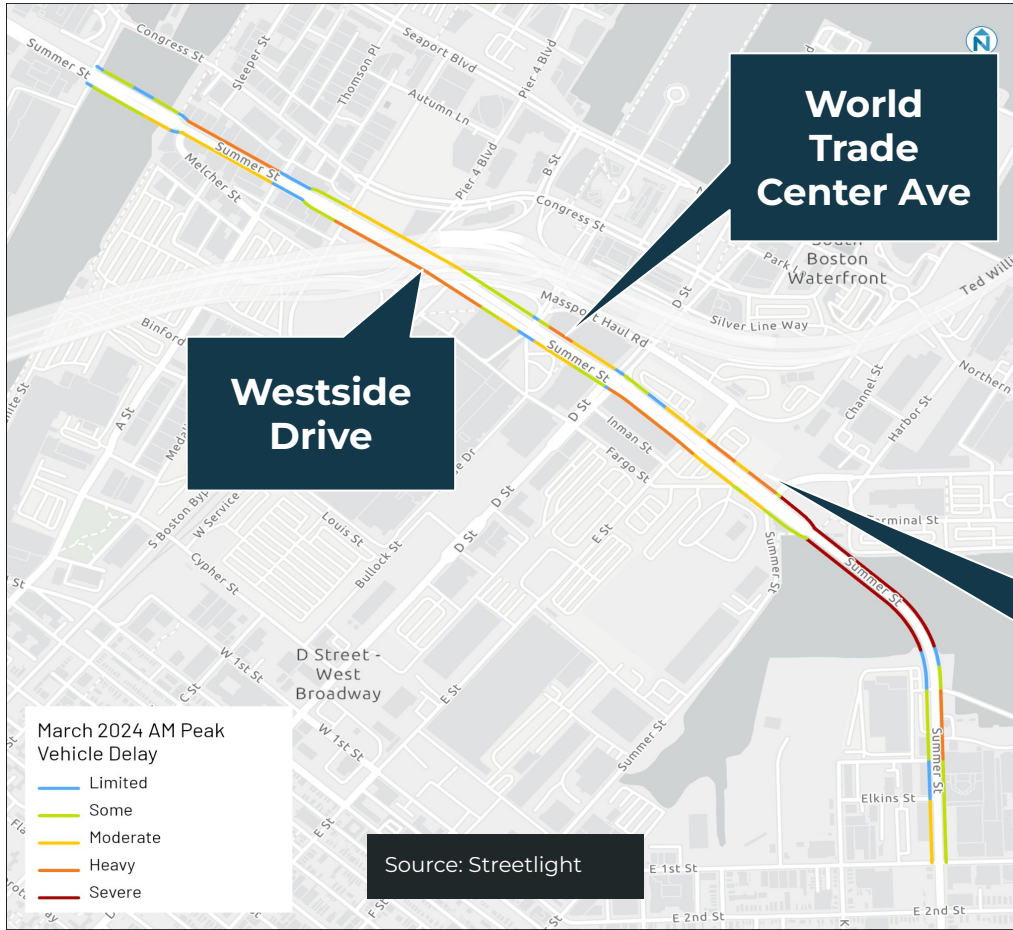 Congress St
Summer St
Sleeper St
Seaport Blvd
Thomson Pl
Pier 4 Blvd
Autumn Ln
N
World
Trade
Center Ave
Summer St
Melcher St
Pier 4 Blvd
B St
Congress St
South
Boston
Waterfront
Park L
Ted Willi
D St
Massport Haul Rd
Silver Line Way
Binford
Summer St
Northern
Channel St
Harbor St
Westside
Drive
A St
D St
Inman St
Fargo St
D St
S Boston Byp
W Service
Louis St
Bullock St
D St
E St
Terminal St
Summer St
Summer St
Cypher St
D Street -
West
Broadway
W 1st St
C St
E St
W 1st St
Summer St
Summer St
March 2024 AM Peak
Vehicle Delay
Limited
Some
Moderate
Heavy
Severe
Elkins St
E St
Source: Streetlight
E 1st St
F St
E 2nd St
E 2nd St
K